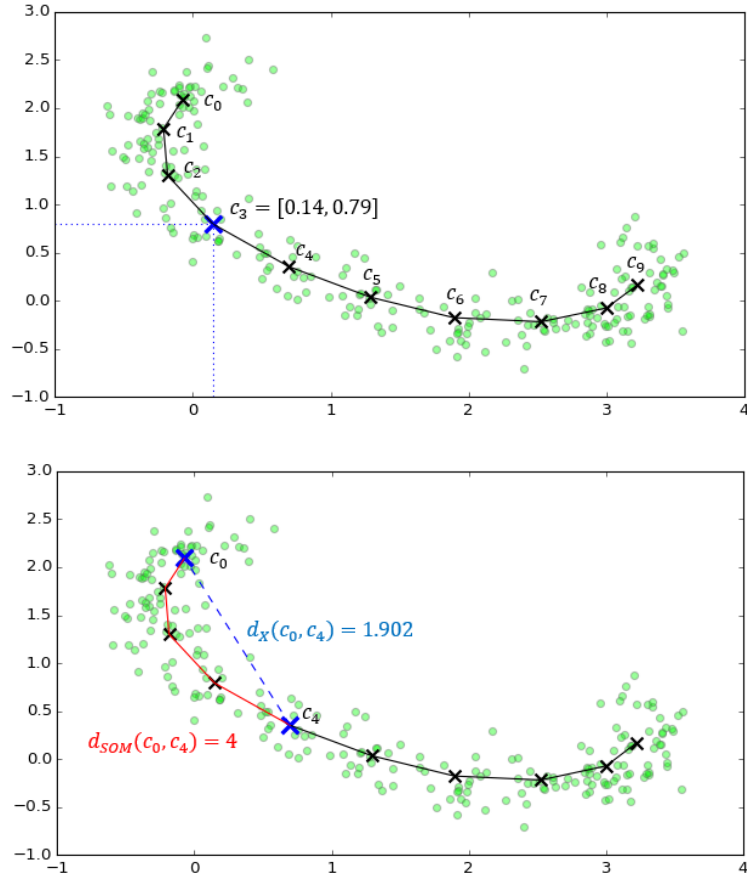 3.0
2.5
2.0
1.5
1.0
0.5
0.0
−0.5
−1.0
−1
0
1
2
3
4
c₀
c₁
c₂
c₃ = [0.14, 0.79]
c₄
c₅
c₆
c₇
c₈
c₉
3.0
2.5
2.0
1.5
1.0
0.5
0.0
−0.5
−1.0
−1
0
1
2
3
4
c₀
d_X(c₀, c₄) = 1.902
c₄
d_SOM(c₀, c₄) = 4